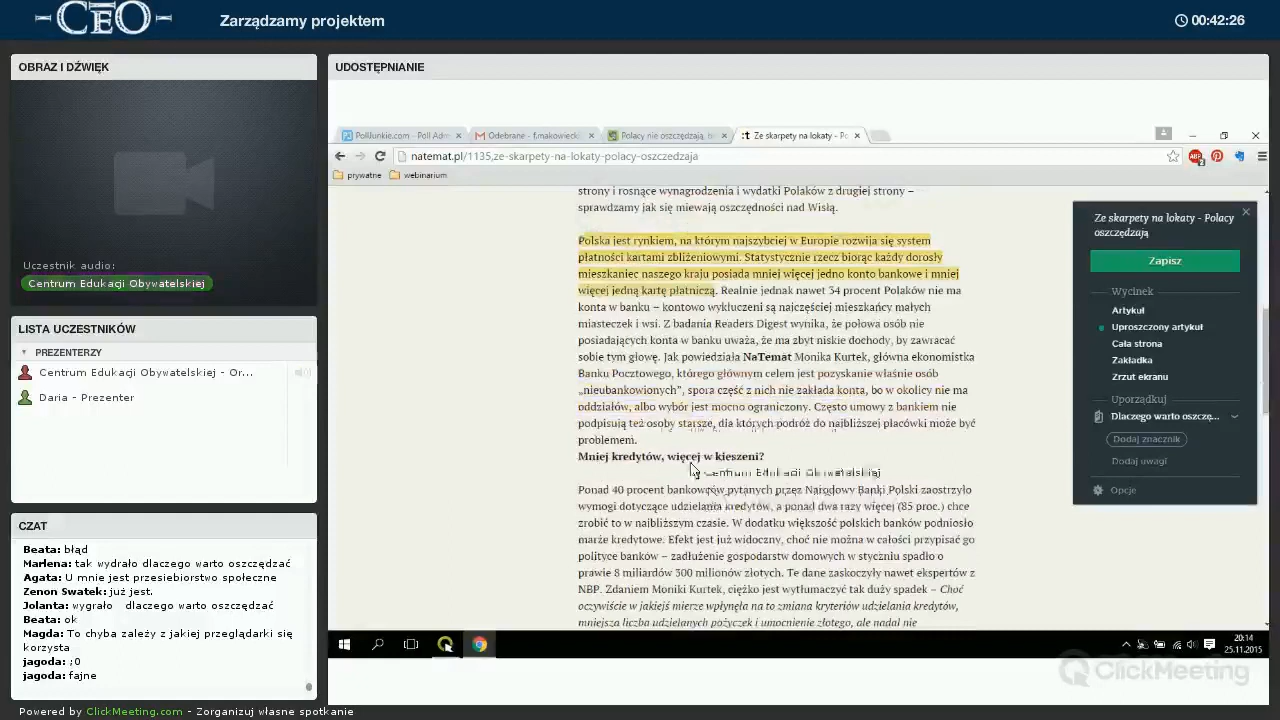 CEO
Zarządzamy projektem
00:42:26
OBRAZ I DŹWIĘK
Uczestnik audio:
Centrum Edukacji Obywatelskiej
LISTA UCZESTNIKÓW
PREZENTERZY
Centrum Edukacji Obywatelskiej - Or...
Daria - Prezenter
CZAT
Beata: błąd
Marlena: tak wydrało dlaczego warto oszczędzać
Agata: U mnie jest przesiebiorstwo społeczne
Zenon Swatek: już jest.
Jolanta: wygrało dlaczego warto oszczędzać
Beata: ok
Magda: To chyba zależy z jakiej przeglądarki się
korzysta
jagoda: ;0
jagoda: fajne
Powered by ClickMeeting.com - Zorganizuj własne spotkanie
UDOSTĘPNIANIE
PollJunkie.com - Poll Adm
Odebrane - f.makowiecki
Polacy nie oszczędzają, b
Ze skarpety na lokaty - P
natemat.pl/1135,ze-skarpety-na-lokaty-polacy-oszczedzaja
prywatne
webinarium
strony i rosnące wynagrodzenia i wydatki Polaków z drugiej strony –
sprawdzamy jak się miewają oszczędności nad Wisłą.
Polska jest rynkiem, na którym najszybciej w Europie rozwija się system
płatności kartami zbliżeniowymi. Statystycznie rzecz biorąc każdy dorosły
mieszkaniec naszego kraju posiada mniej więcej jedno konto bankowe i mniej
więcej jedną kartę płatniczą. Realnie jednak nawet 34 procent Polaków nie ma
konta w banku – kontowo wykluczeni są najczęściej mieszkańcy małych
miasteczek i wsi. Z badania Readers Digest wynika, że połowa osób nie
posiadających konta w banku uważa, że ma zbyt niskie dochody, by zawracać
sobie tym głowę. Jak powiedziała NaTemat Monika Kurtek, główna ekonomistka
Banku Pocztowego, którego głównym celem jest pozyskanie właśnie osób
„nieubankowionych”, spora część z nich nie zakłada konta, bo w okolicy nie ma
oddziałów, albo wybór jest mocno ograniczony. Często umowy z bankiem nie
podpisują też osoby starsze, dla których podróż do najbliższej placówki może być
problemem.
Mniej kredytów, więcej w kieszeni?
Centrum Edukacji Obywatelskiej
Ponad 40 procent bankowców pytanych przez Narodowy Banki Polski zaostrzyło
wymogi dotyczące udzielania kredytów, a ponad dwa razy więcej (85 proc.) chce
zrobić to w najbliższym czasie. W dodatku większość polskich banków podniosło
marże kredytowe. Efekt jest już widoczny, choć nie można w całości przypisać go
polityce banków – zadłużenie gospodarstw domowych w styczniu spadło o
prawie 8 miliardów 300 milionów złotych. Te dane zaskoczyły nawet ekspertów z
NBP. Zdaniem Moniki Kurtek, ciężko jest wytłumaczyć tak duży spadek – Choć
oczywiście w jakiejś mierze wpłynęła na to zmiana kryteriów udzielania kredytów,
mniejsza liczba udzielanych pożyczek i umocnienie złotego, ale nadal nie
Ze skarpety na lokaty - Polacy
oszczędzają
Zapisz
Wycinek
Artykuł
Uproszczony artykuł
Cała strona
Zakładka
Zrzut ekranu
Uporządkuj
Dlaczego warto oszczę...
Dodaj znacznik
Dodaj uwagi
Opcje
20:14
25.11.2015
ClickMeeting